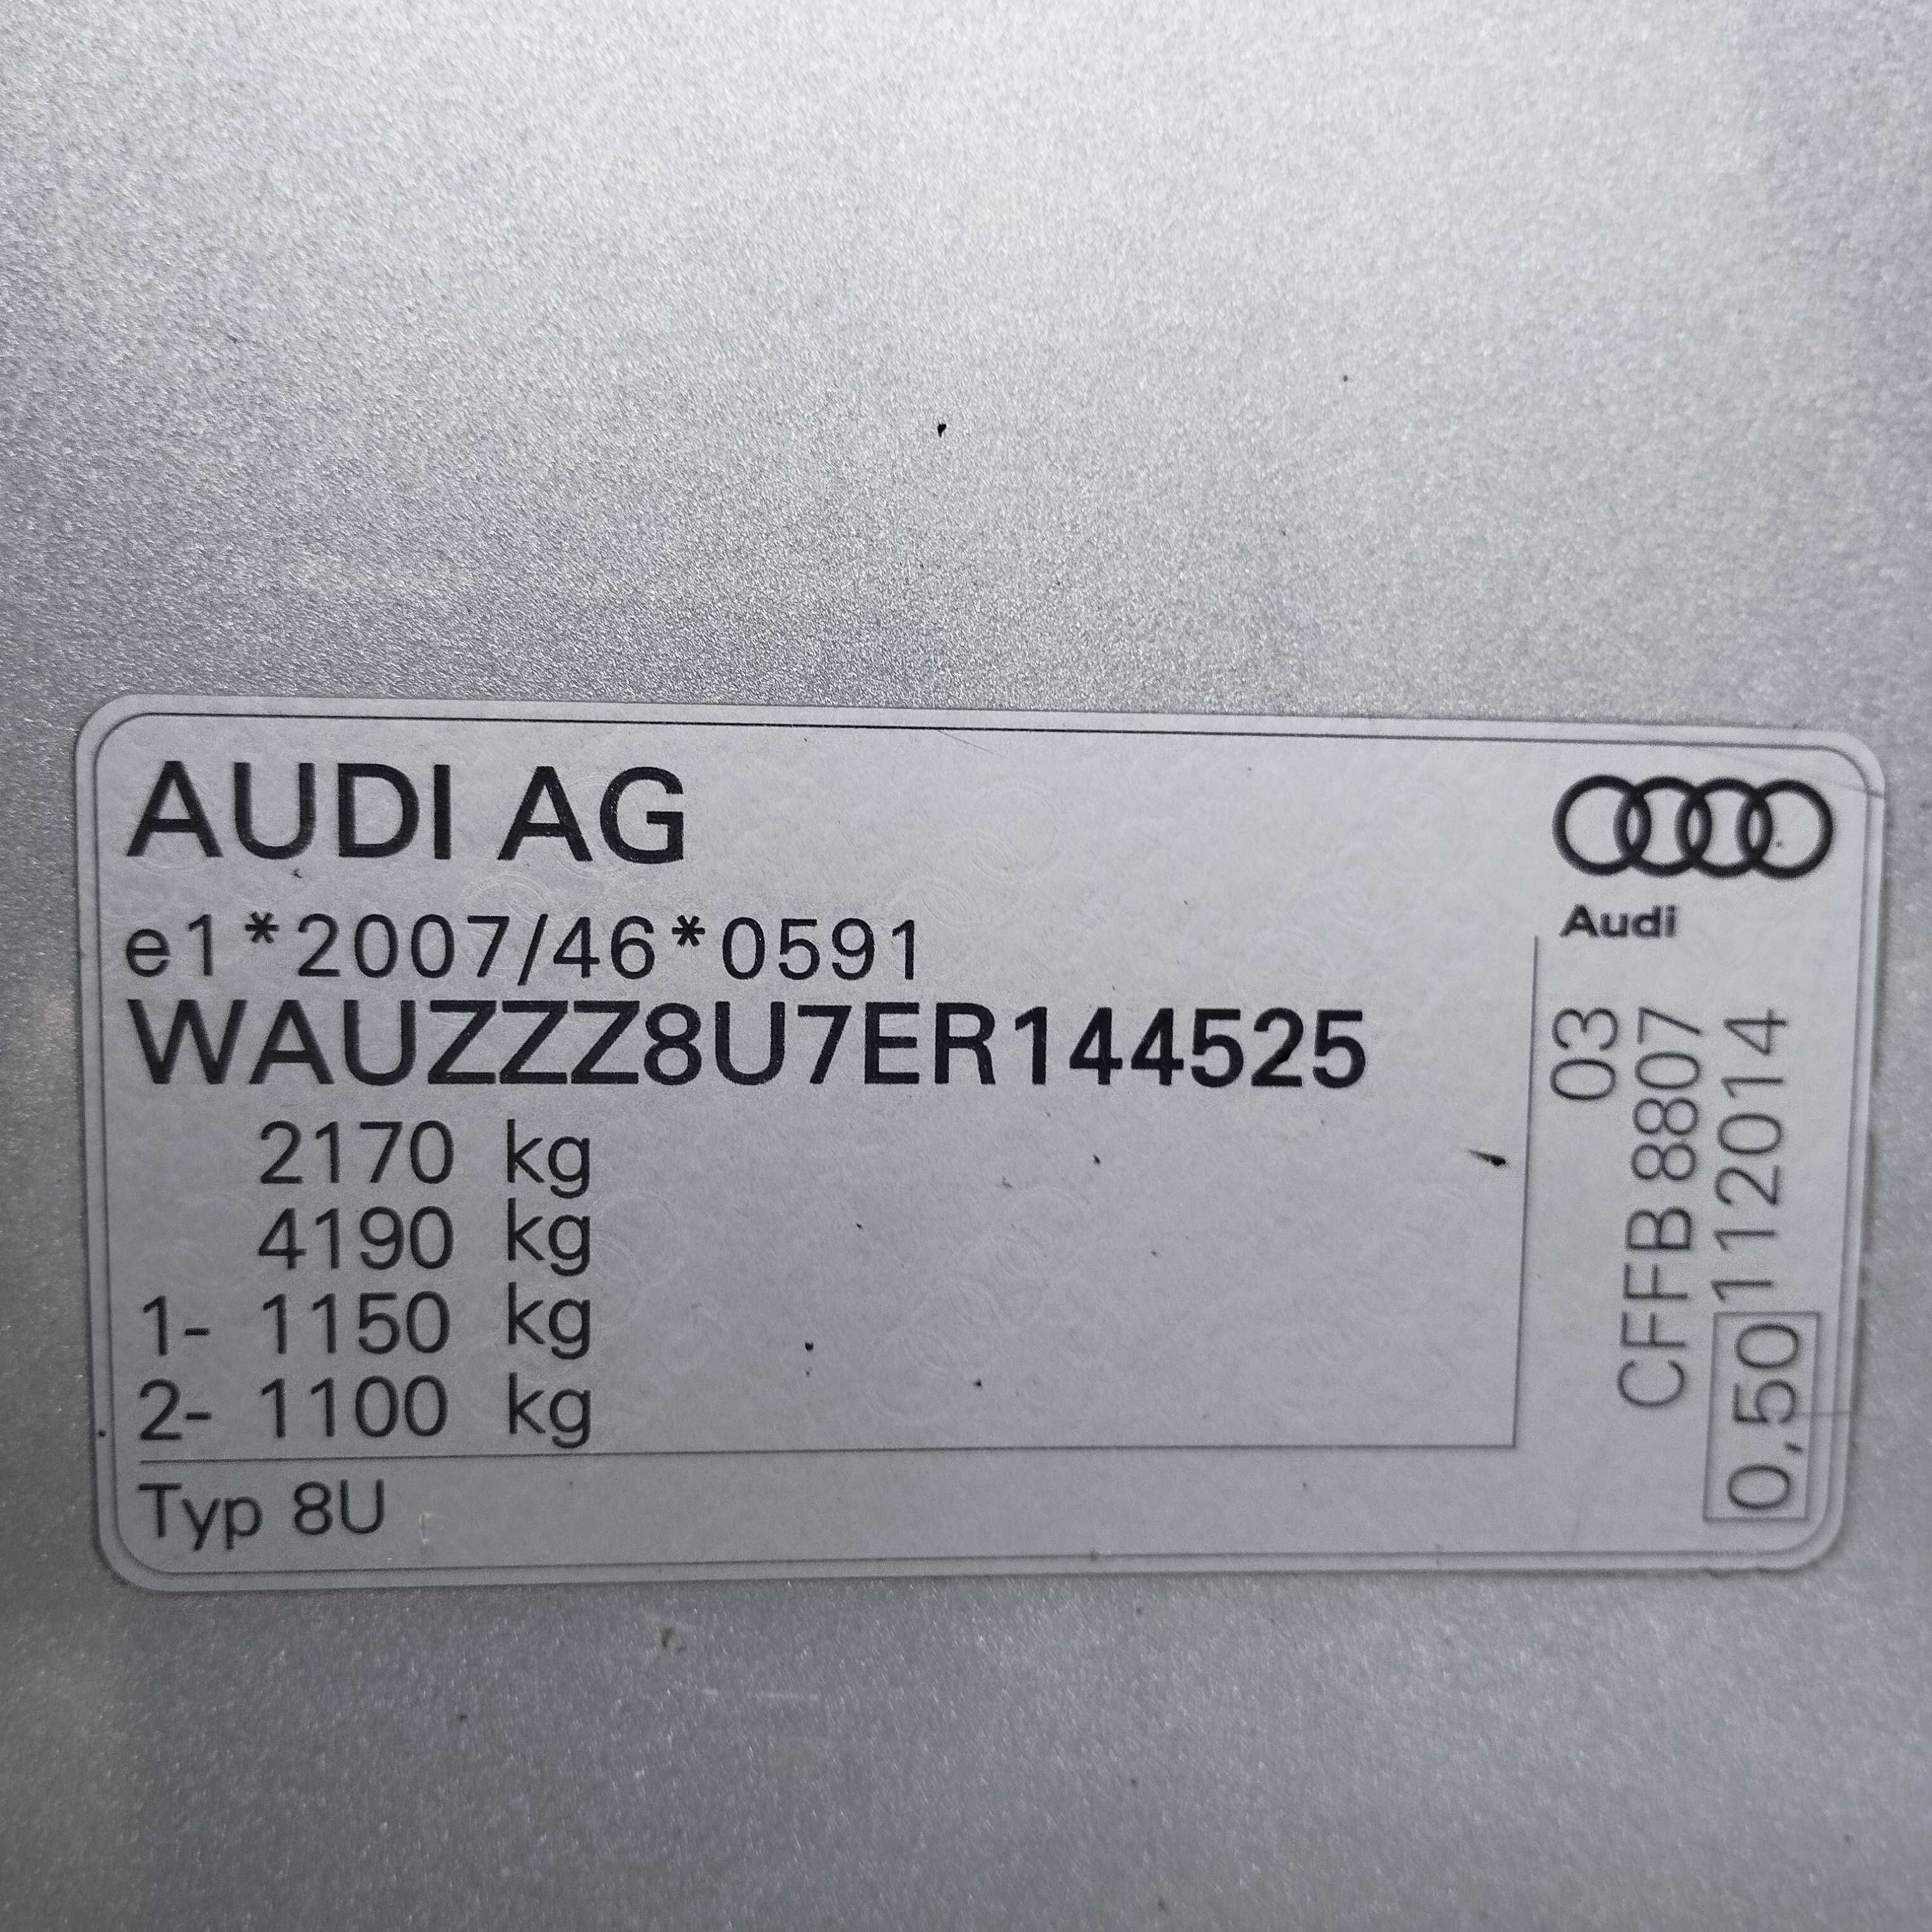 AUDI AG
e1*2007/46*0591
WAUZZZ8U7ER144525
2170 kg
4190 kg
1- 1150 kg
2- 1100 kg
Typ 8U
Audi
03
CFFB 8807
0,50 112014